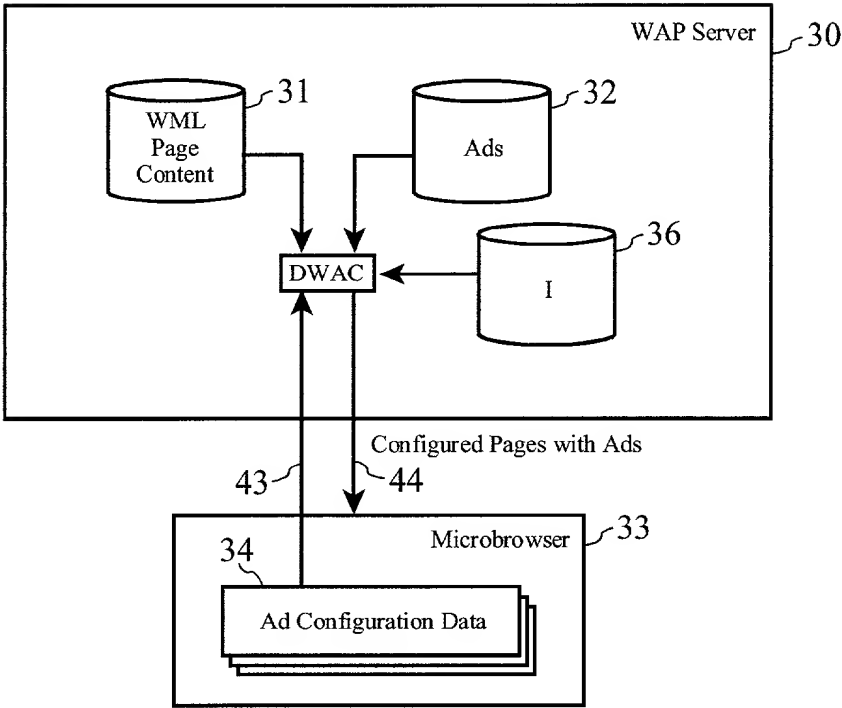 WAP Server
30
31
32
WML
Page
Content
Ads
36
DWAC
I
Configured Pages with Ads
43
44
Microbrowser
33
34
Ad Configuration Data